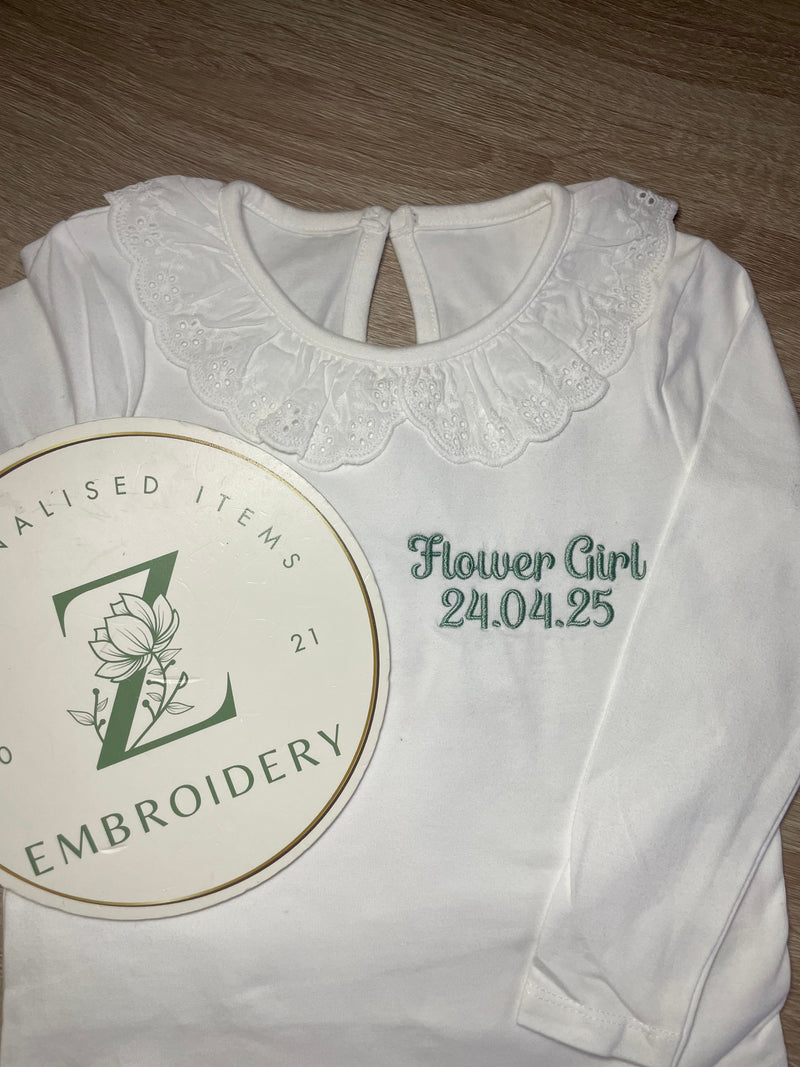 NALISED ITEMS
Z
0 21
EMBROIDERY
Flower Girl
24.04.25